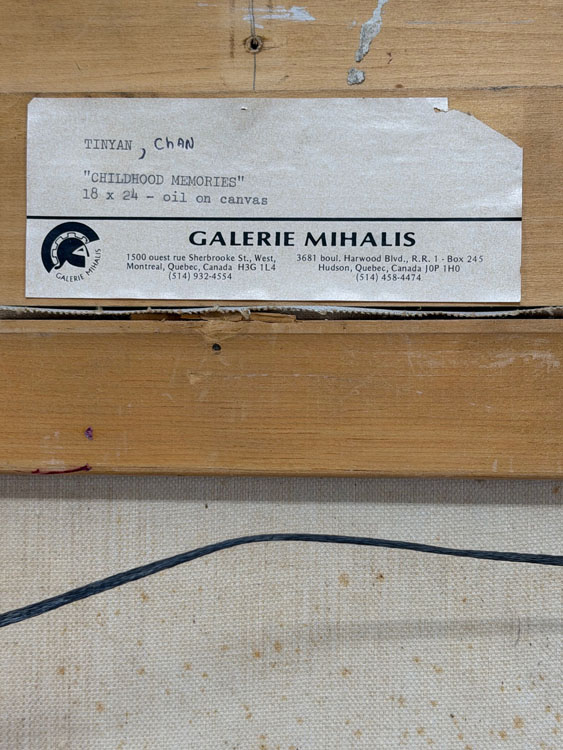 TINYAN, ChAN
"CHILDHOOD MEMORIES"
18 x 24 - oil on canvas
GALERIE MIHALIS
GALERIE MIHALIS
1500 ouest rue Sherbrooke St., West,
Montreal, Quebec, Canada H3G 1L4
(514) 932-4554
3681 boul. Harwood Blvd., R.R. 1 - Box 245
Hudson, Quebec, Canada J0P 1H0
(514) 458-4474